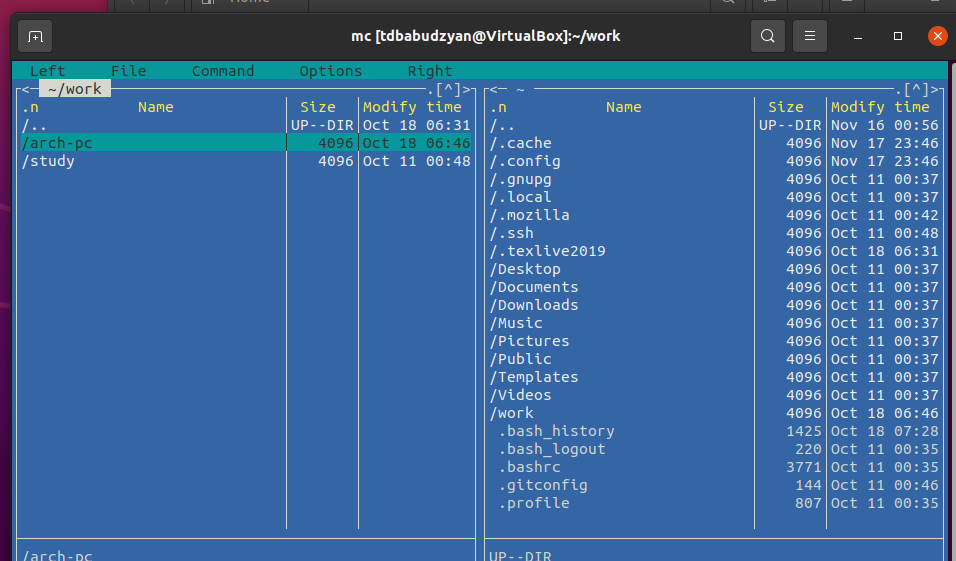 Home
mc [tdbabudzyan@VirtualBox]:~/work
Left File Command Options Right
<─ ~/work .[^]>
.n Name Size Modify time
/.. UP--DIR Oct 18 06:31
/arch-pc 4096 Oct 18 06:46
/study 4096 Oct 11 00:48
/arch-pc
<─ ~ .[^]>
.n Name Size Modify time
/.. UP--DIR Nov 16 00:56
/.cache 4096 Nov 17 23:46
/.config 4096 Nov 17 23:46
/.gnupg 4096 Oct 11 00:37
/.local 4096 Oct 11 00:37
/.mozilla 4096 Oct 11 00:42
/.ssh 4096 Oct 11 00:48
/.texlive2019 4096 Oct 18 06:31
/Desktop 4096 Oct 11 00:37
/Documents 4096 Oct 11 00:37
/Downloads 4096 Oct 11 00:37
/Music 4096 Oct 11 00:37
/Pictures 4096 Oct 11 00:37
/Public 4096 Oct 11 00:37
/Templates 4096 Oct 11 00:37
/Videos 4096 Oct 11 00:37
/work 4096 Oct 18 06:46
.bash_history 1425 Oct 18 07:28
.bash_logout 220 Oct 11 00:35
.bashrc 3771 Oct 11 00:35
.gitconfig 144 Oct 11 00:46
.profile 807 Oct 11 00:35
UP--DIR